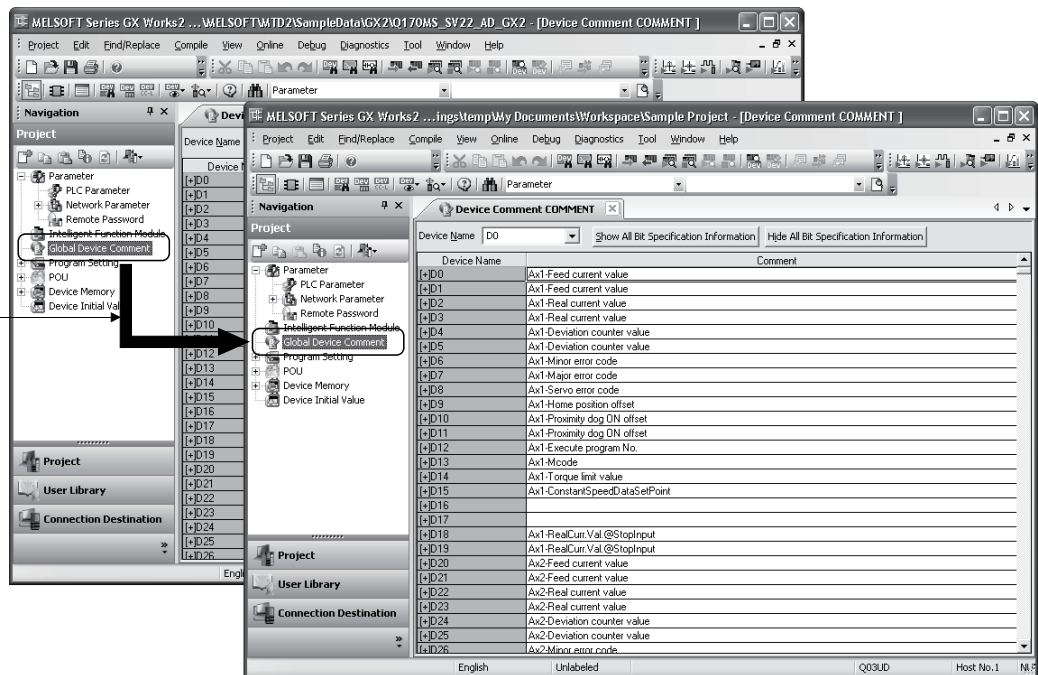 MELSOFT Series GX Works2 ...\MELSOFT\MTD2\SampleData\GX2\Q170MS_SV22_AD_GX2 - [Device Comment COMMENT ]
Project Edit Find/Replace Compile View Online Debug Diagnostics Tool Window Help
Parameter
Navigation
Project
Parameter
PLC Parameter
Network Parameter
Remote Password
Intelligent Function Module
Global Device Comment
Program Setting
POU
Device Memory
Device Initial Val
Project
User Library
Connection Destination
Devi
Device Name
Device N
[+]D0
[+]D1
[+]D2
[+]D3
[+]D4
[+]D5
[+]D6
[+]D7
[+]D8
[+]D9
[+]D10
[+]D12
[+]D13
[+]D14
[+]D15
[+]D16
[+]D17
[+]D18
[+]D19
[+]D20
[+]D21
[+]D22
[+]D23
[+]D24
[+]D25
[+]D26
Engli
MELSOFT Series GX Works2 ...ings\temp\My Documents\Workspace\Sample Project - [Device Comment COMMENT ]
Project Edit Find/Replace Compile View Online Debug Diagnostics Tool Window Help
Parameter
Navigation
Project
Parameter
PLC Parameter
Network Parameter
Remote Password
Intelligent Function Module
Global Device Comment
Program Setting
POU
Device Memory
Device Initial Value
Project
User Library
Connection Destination
Device Comment COMMENT
Device Name D0 Show All Bit Specification Information Hide All Bit Specification Information
Device Name Comment
[+]D0 Ax1-Feed current value
[+]D1 Ax1-Feed current value
[+]D2 Ax1-Real current value
[+]D3 Ax1-Real current value
[+]D4 Ax1-Deviation counter value
[+]D5 Ax1-Deviation counter value
[+]D6 Ax1-Minor error code
[+]D7 Ax1-Major error code
[+]D8 Ax1-Servo error code
[+]D9 Ax1-Home position offset
[+]D10 Ax1-Proximity dog ON offset
[+]D11 Ax1-Proximity dog ON offset
[+]D12 Ax1-Execute program No.
[+]D13 Ax1-Mcode
[+]D14 Ax1-Torque limit value
[+]D15 Ax1-ConstantSpeedDataSetPoint
[+]D16
[+]D17
[+]D18 Ax1-RealCurr.Val.@StopInput
[+]D19 Ax1-RealCurr.Val.@StopInput
[+]D20 Ax2-Feed current value
[+]D21 Ax2-Feed current value
[+]D22 Ax2-Real current value
[+]D23 Ax2-Real current value
[+]D24 Ax2-Deviation counter value
[+]D25 Ax2-Deviation counter value
[+]D26 Ax2-Minor error code
English Unlabeled Q03UD Host No.1